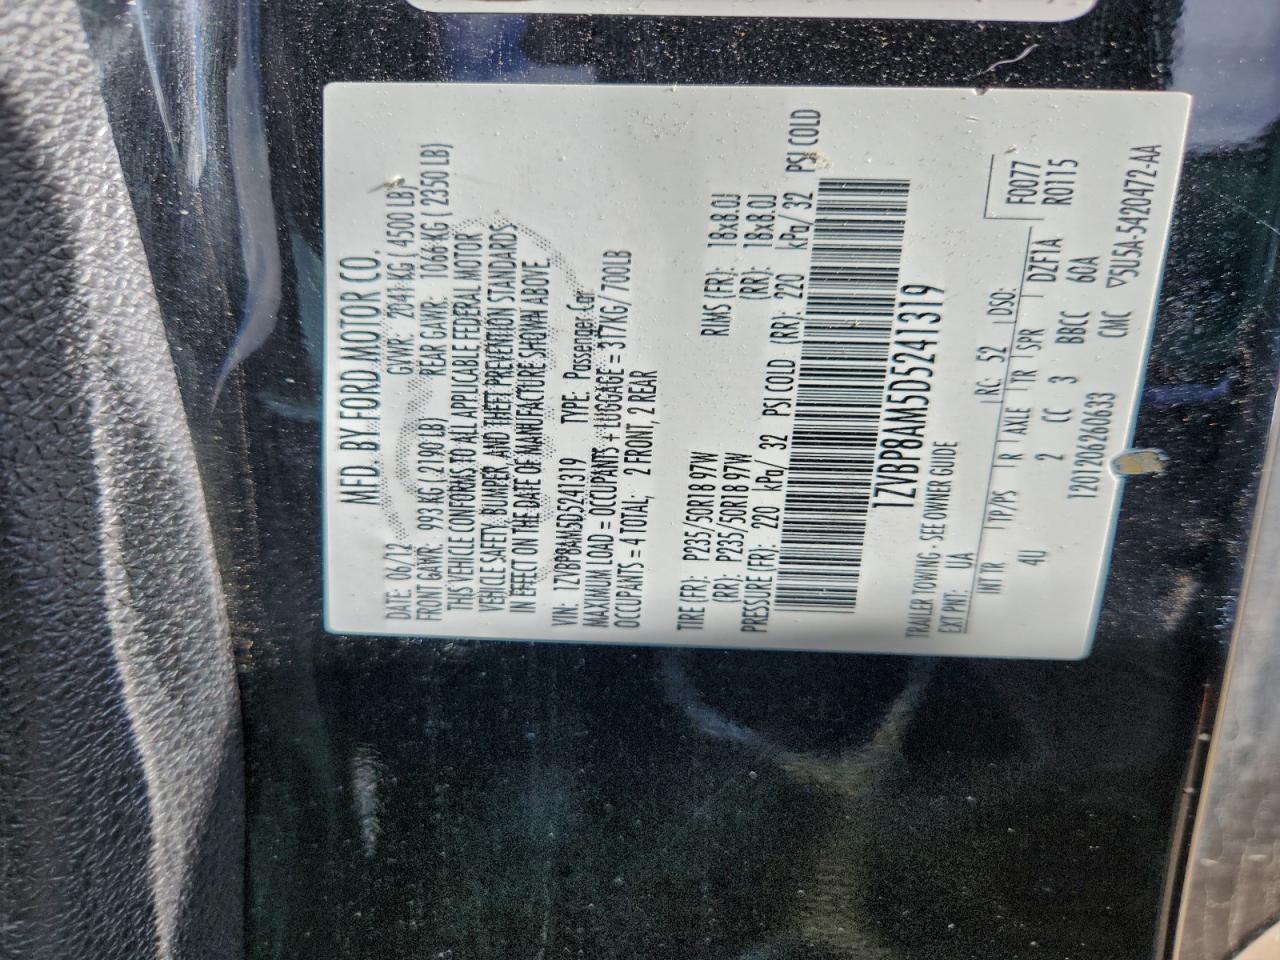 MFD. BY FORD MOTOR CO.
DATE: 06/12 GVWR: 2041 KG ( 4500 LB)
FRONT GAWR: 993 KG ( 2190 LB) REAR GAWR: 1066 KG ( 2350 LB)
THIS VEHICLE CONFORMS TO ALL APPLICABLE FEDERAL MOTOR
VEHICLE SAFETY, BUMPER, AND THEFT PREVENTION STANDARDS
IN EFFECT ON THE DATE OF MANUFACTURE SHOWN ABOVE.
VIN: 1ZVBP8AM5D5241319 TYPE: Passenger Car
MAXIMUM LOAD = OCCUPANTS + LUGGAGE = 317KG/ 700LB
OCCUPANTS = 4 TOTAL; 2 FRONT, 2 REAR
TIRE (FR): P235/50R18 97W RIMS (FR): 18x8.0J
(RR): P235/50R18 97W (RR): 18x8.0J
PRESSURE (FR): 220 kPa/ 32 PSI COLD (RR): 220 kPa/ 32 PSI COLD
1ZVBP8AM5D5241319
TRAILER TOWING - SEE OWNER GUIDE
EXT PNT: UA RC: 52 DSO:
INT TR TP/PS R AXLE TR SPR DZFIA F0077
4U 2 CC 3 BBCC 60A R0115
12012062606​33 CMC ▽5U5A-5420472-AA